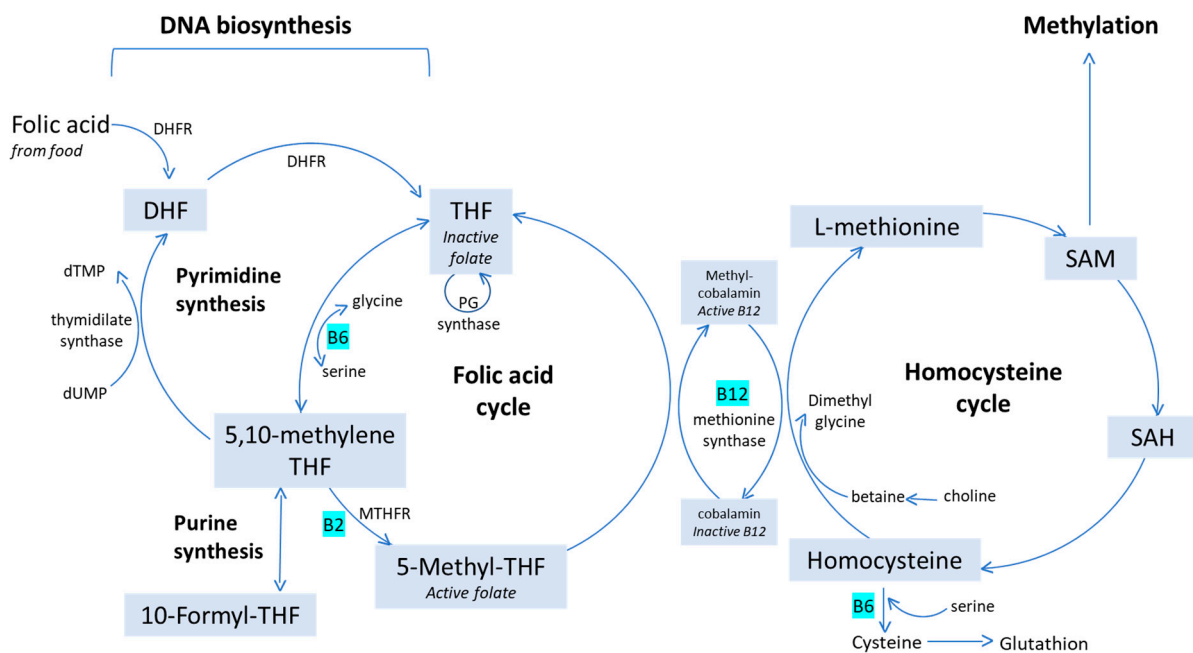 DNA biosynthesis
Methylation
Folic acid
from food
DHFR
DHFR
DHF
THF
Inactive
folate
PG
synthase
dTMP
Pyrimidine
synthesis
thymidilate
synthase
dUMP
glycine
B6
serine
Folic acid
cycle
5,10-methylene
THF
Purine
synthesis
B2
MTHFR
5-Methyl-THF
Active folate
10-Formyl-THF
Methyl-
cobalamin
Active B12
B12
methionine
synthase
cobalamin
Inactive B12
L-methionine
SAM
Homocysteine
cycle
Dimethyl
glycine
SAH
betaine
choline
Homocysteine
B6
serine
Cysteine
Glutathion